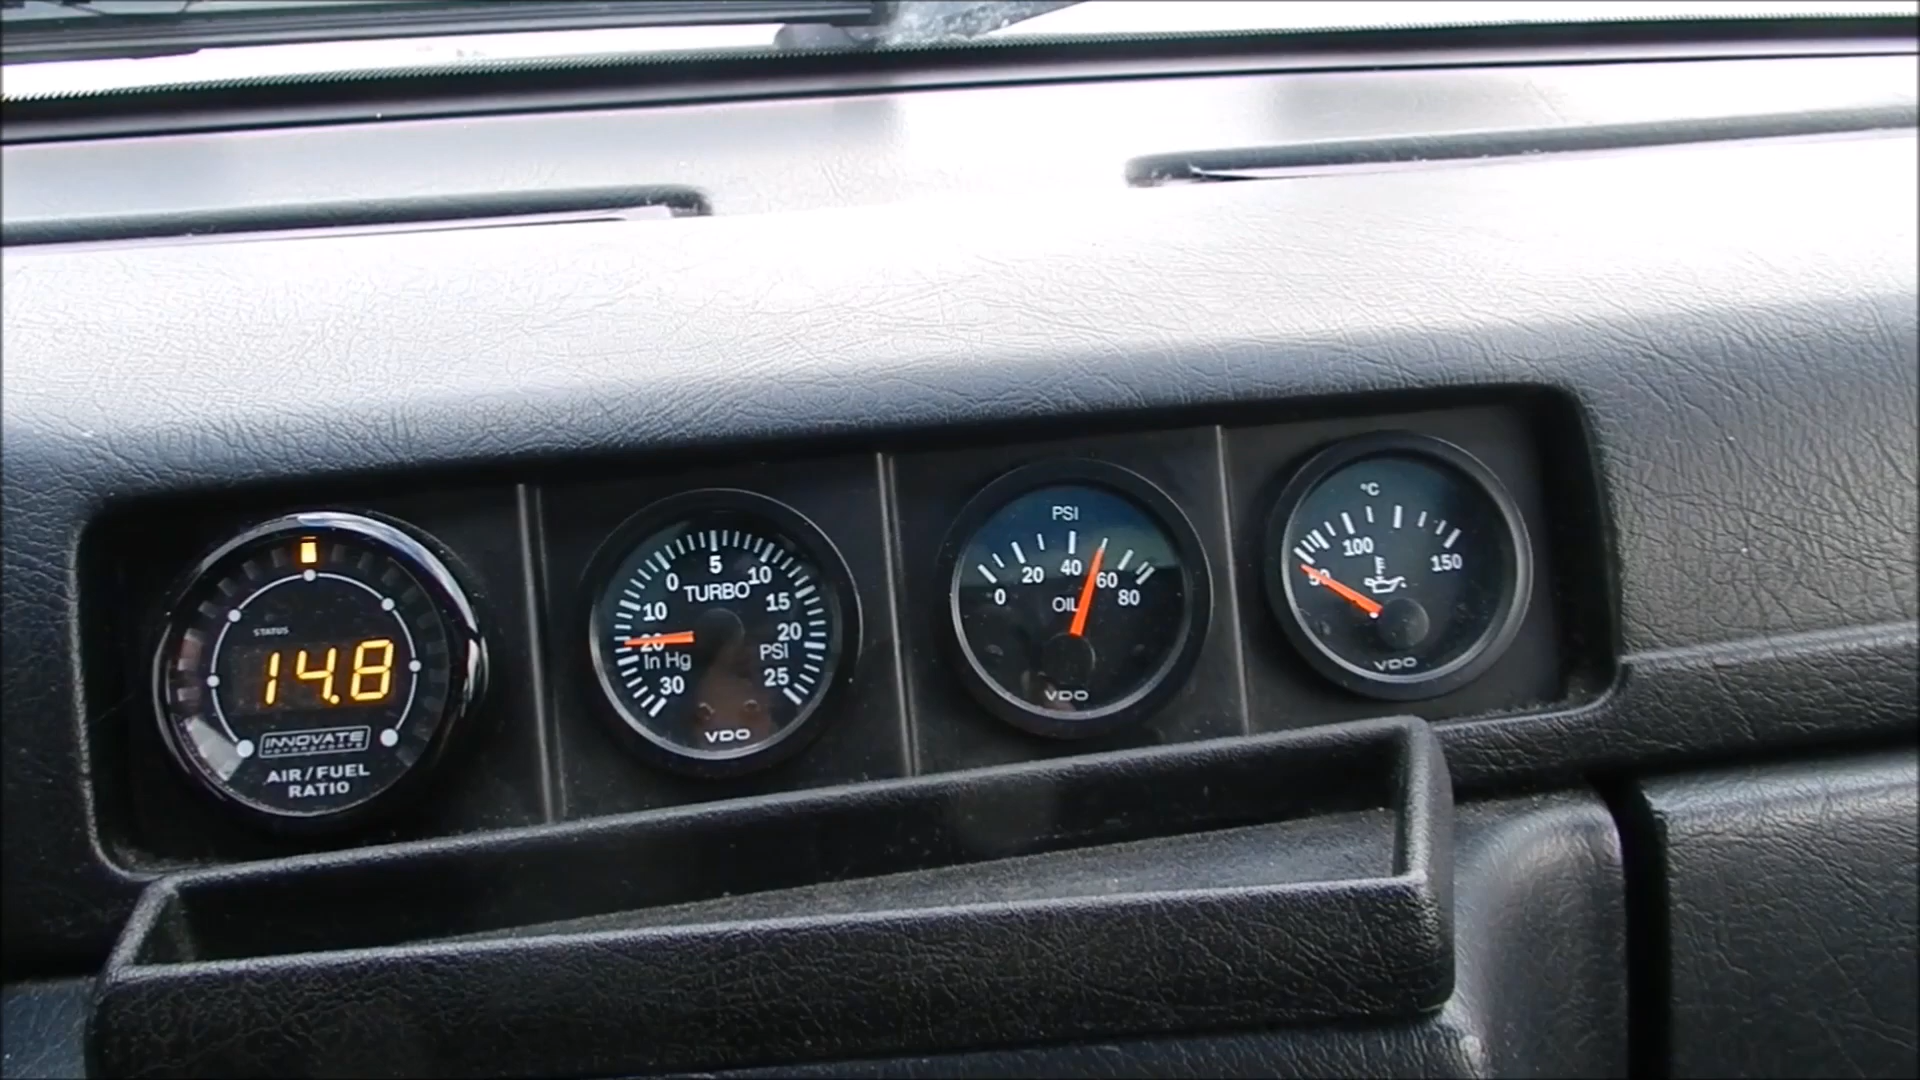 STATUS
14.8
INNOVATE
MOTORSPORTS
AIR/FUEL
RATIO
5
0 10
TURBO
10 15
20 20
In Hg PSI
30 25
VDO
PSI
20 40 60
0 80
OIL
VDO
°C
100
50 150
VDO